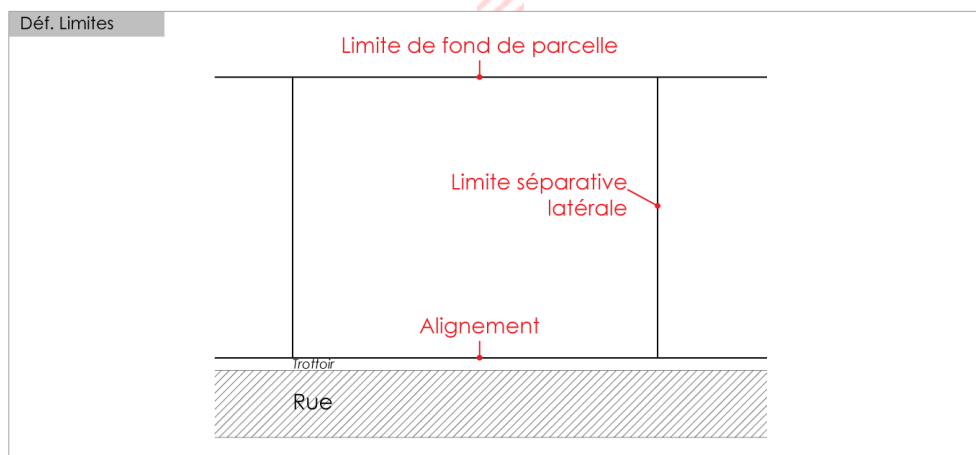 Déf. Limites
Limite de fond de parcelle
Limite séparative
latérale
Alignement
Trottoir
Rue